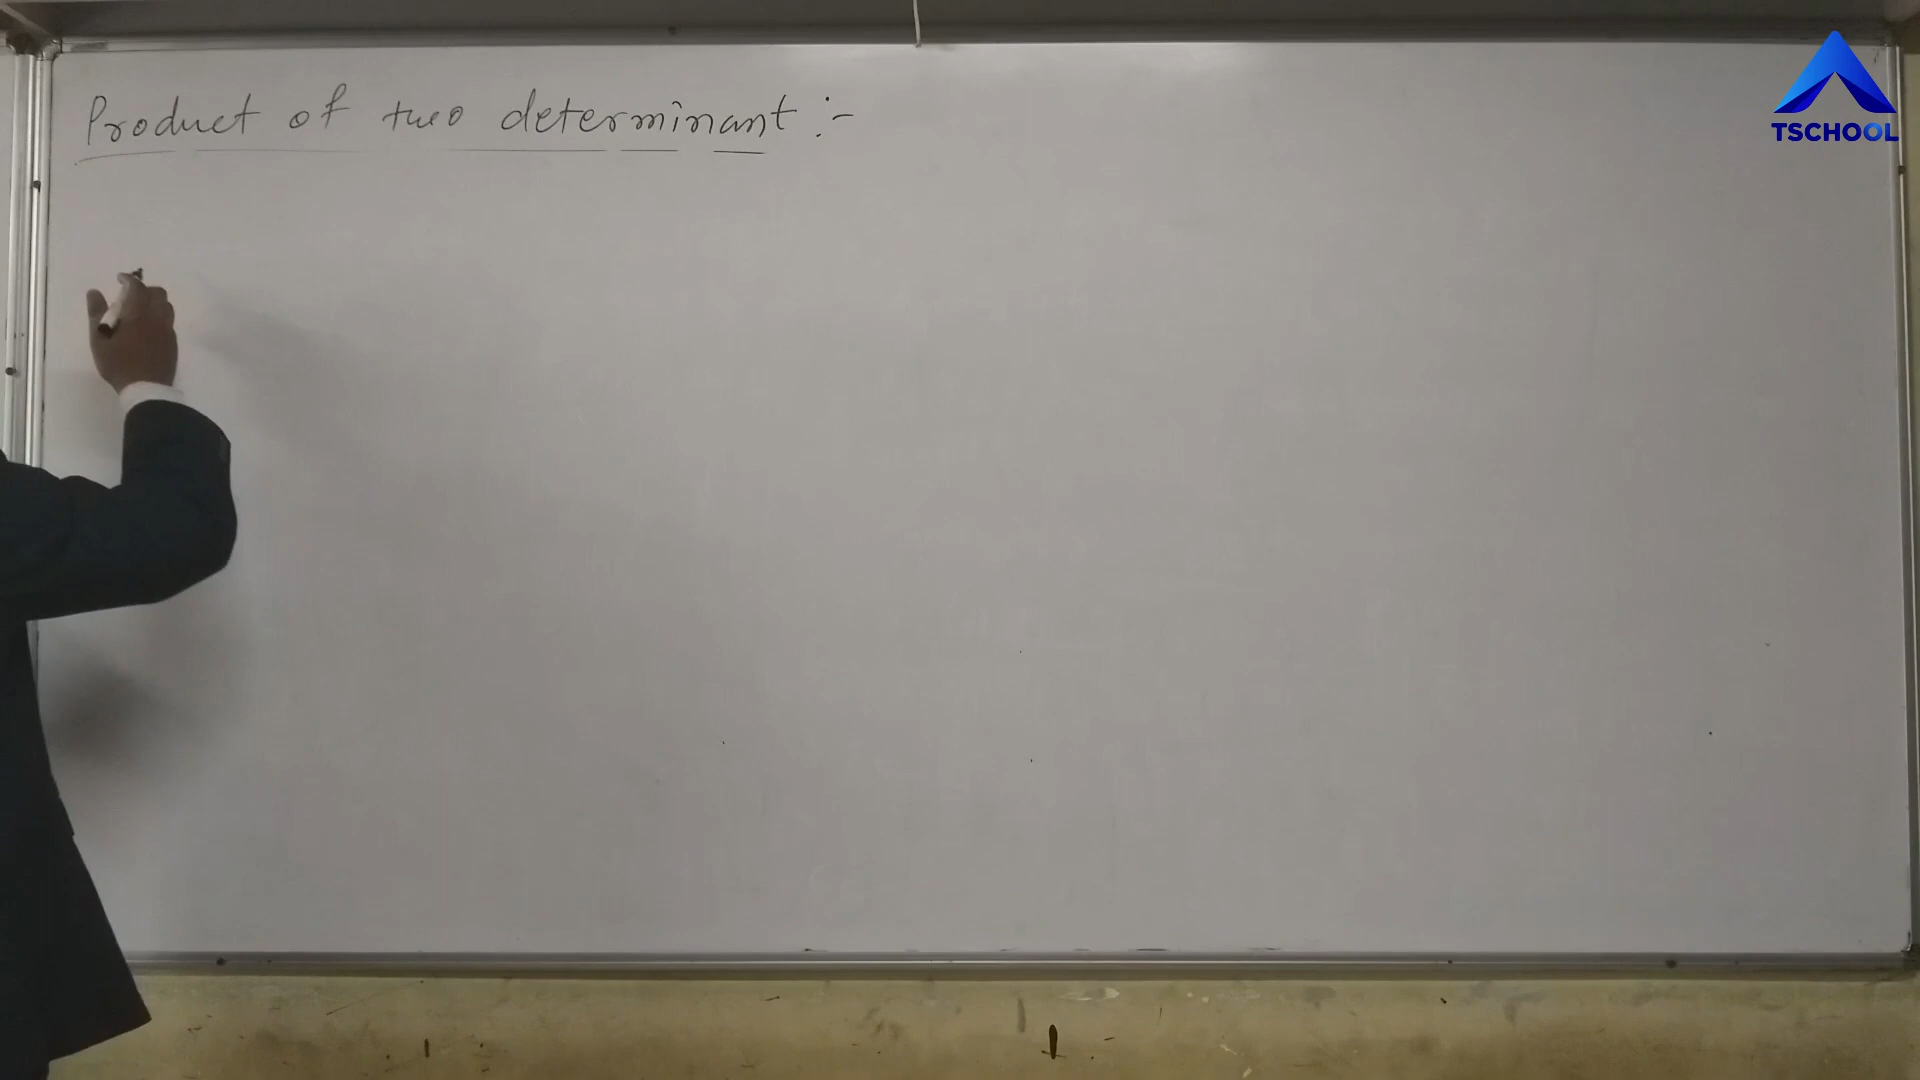 Product of two determinant :-
TSCHOOL